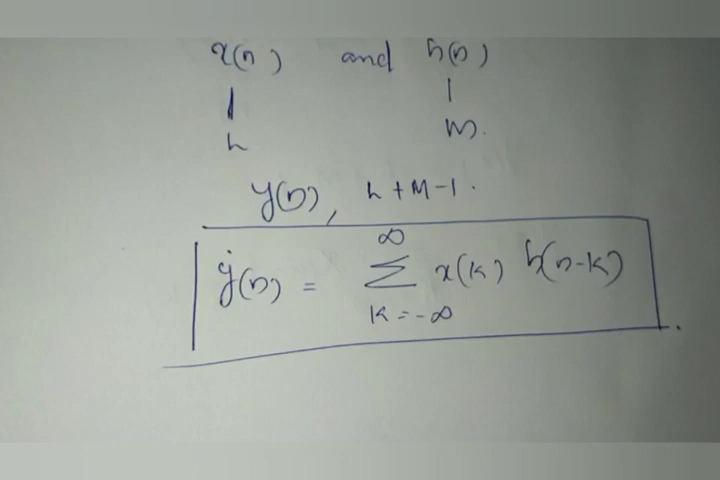 x(n) and h(n)
| |
L M.
y(n), L+M-1.
y(n) = ∞ ∑ k=-∞ x(k) h(n-k)